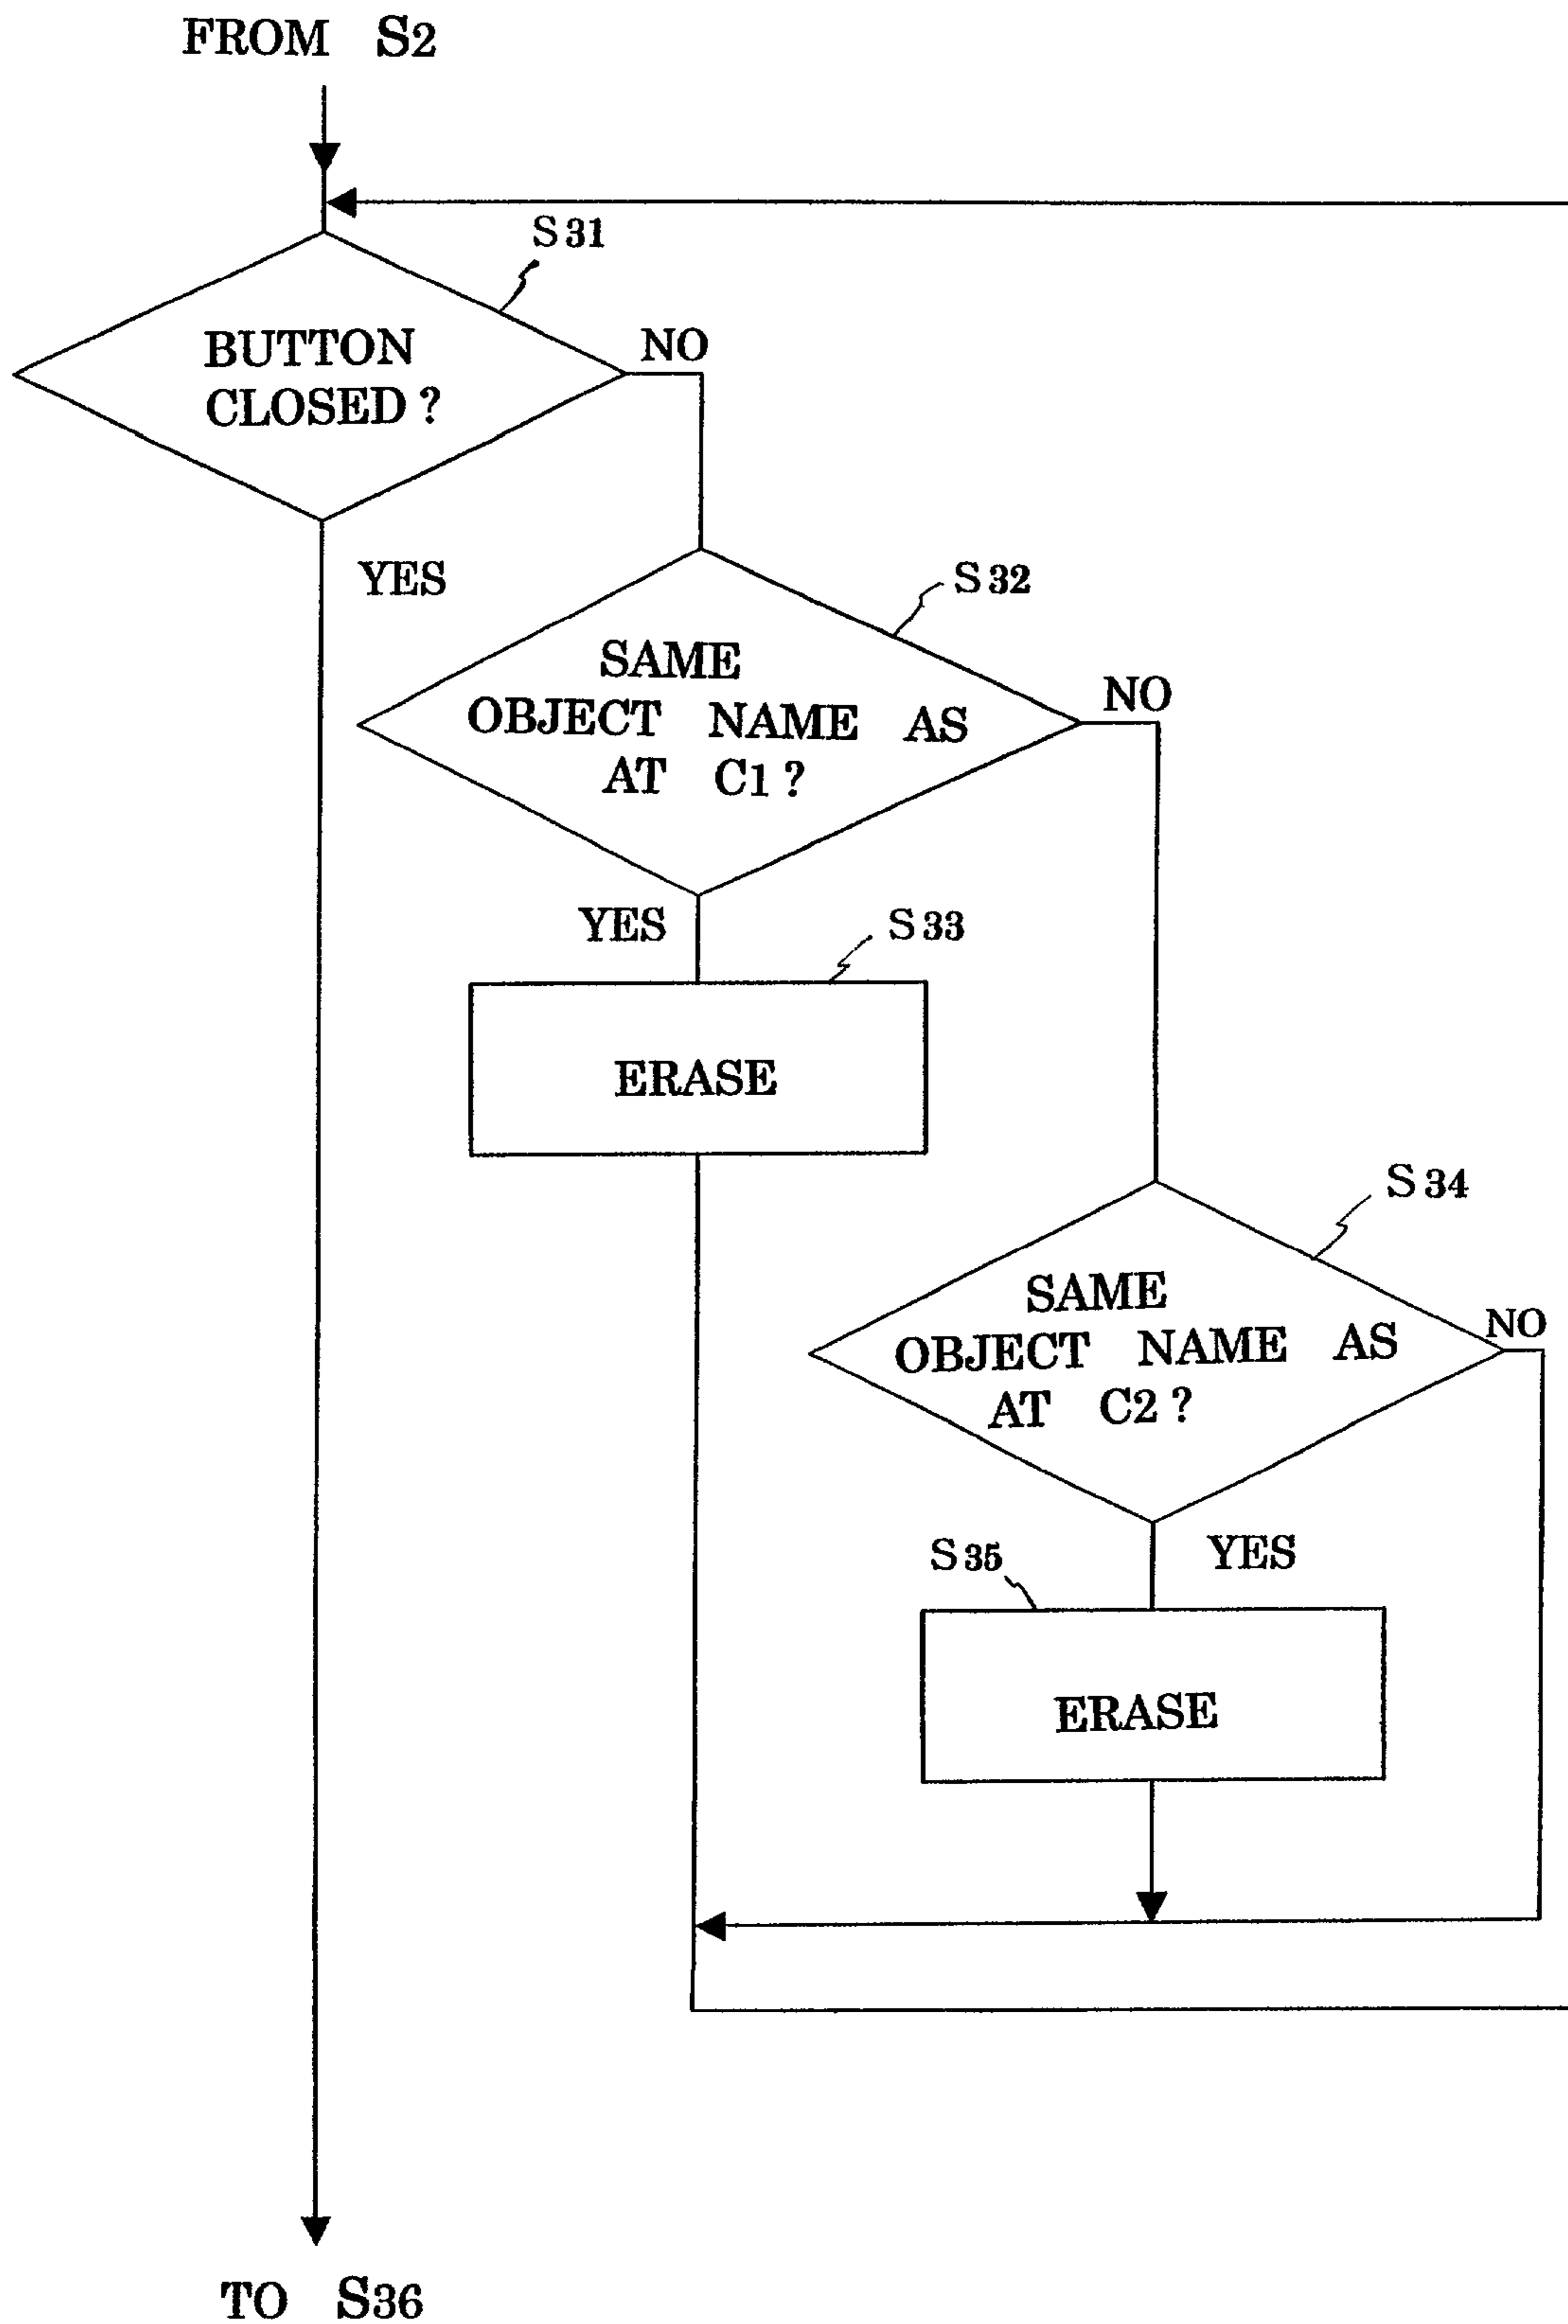 FROM S2
S31
BUTTON
CLOSED ?
NO
YES
S32
SAME
OBJECT NAME AS
AT C1 ?
NO
YES
S33
ERASE
S34
SAME
OBJECT NAME AS
AT C2 ?
NO
S35
YES
ERASE
TO S36